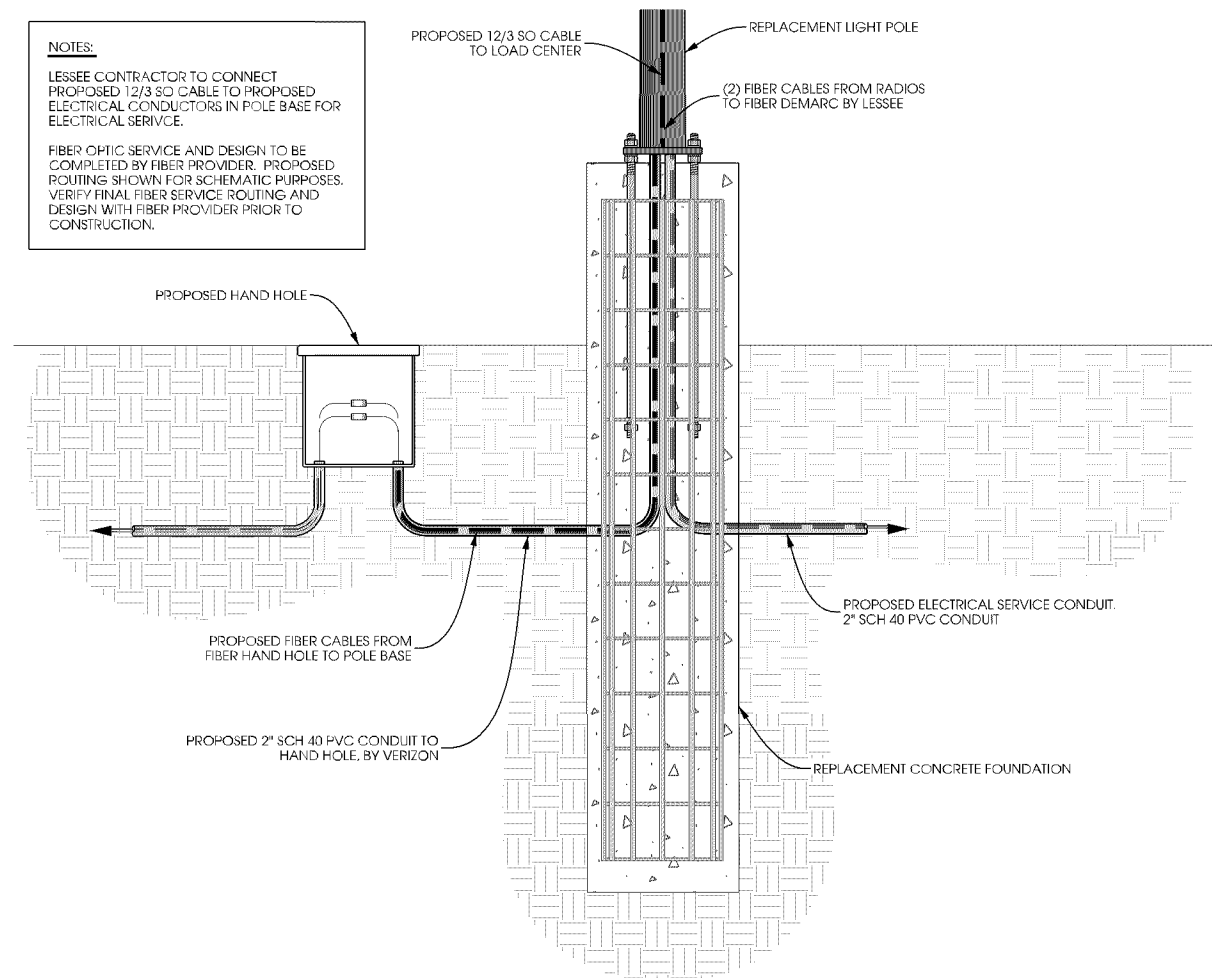 NOTES:
LESSEE CONTRACTOR TO CONNECT
PROPOSED 12/3 SO CABLE TO PROPOSED
ELECTRICAL CONDUCTORS IN POLE BASE FOR
ELECTRICAL SERIVCE.
FIBER OPTIC SERVICE AND DESIGN TO BE
COMPLETED BY FIBER PROVIDER. PROPOSED
ROUTING SHOWN FOR SCHEMATIC PURPOSES.
VERIFY FINAL FIBER SERVICE ROUTING AND
DESIGN WITH FIBER PROVIDER PRIOR TO
CONSTRUCTION.
PROPOSED 12/3 SO CABLE
TO LOAD CENTER
REPLACEMENT LIGHT POLE
(2) FIBER CABLES FROM RADIOS
TO FIBER DEMARC BY LESSEE
PROPOSED HAND HOLE
PROPOSED ELECTRICAL SERVICE CONDUIT.
2" SCH 40 PVC CONDUIT
PROPOSED FIBER CABLES FROM
FIBER HAND HOLE TO POLE BASE
PROPOSED 2" SCH 40 PVC CONDUIT TO
HAND HOLE, BY VERIZON
REPLACEMENT CONCRETE FOUNDATION